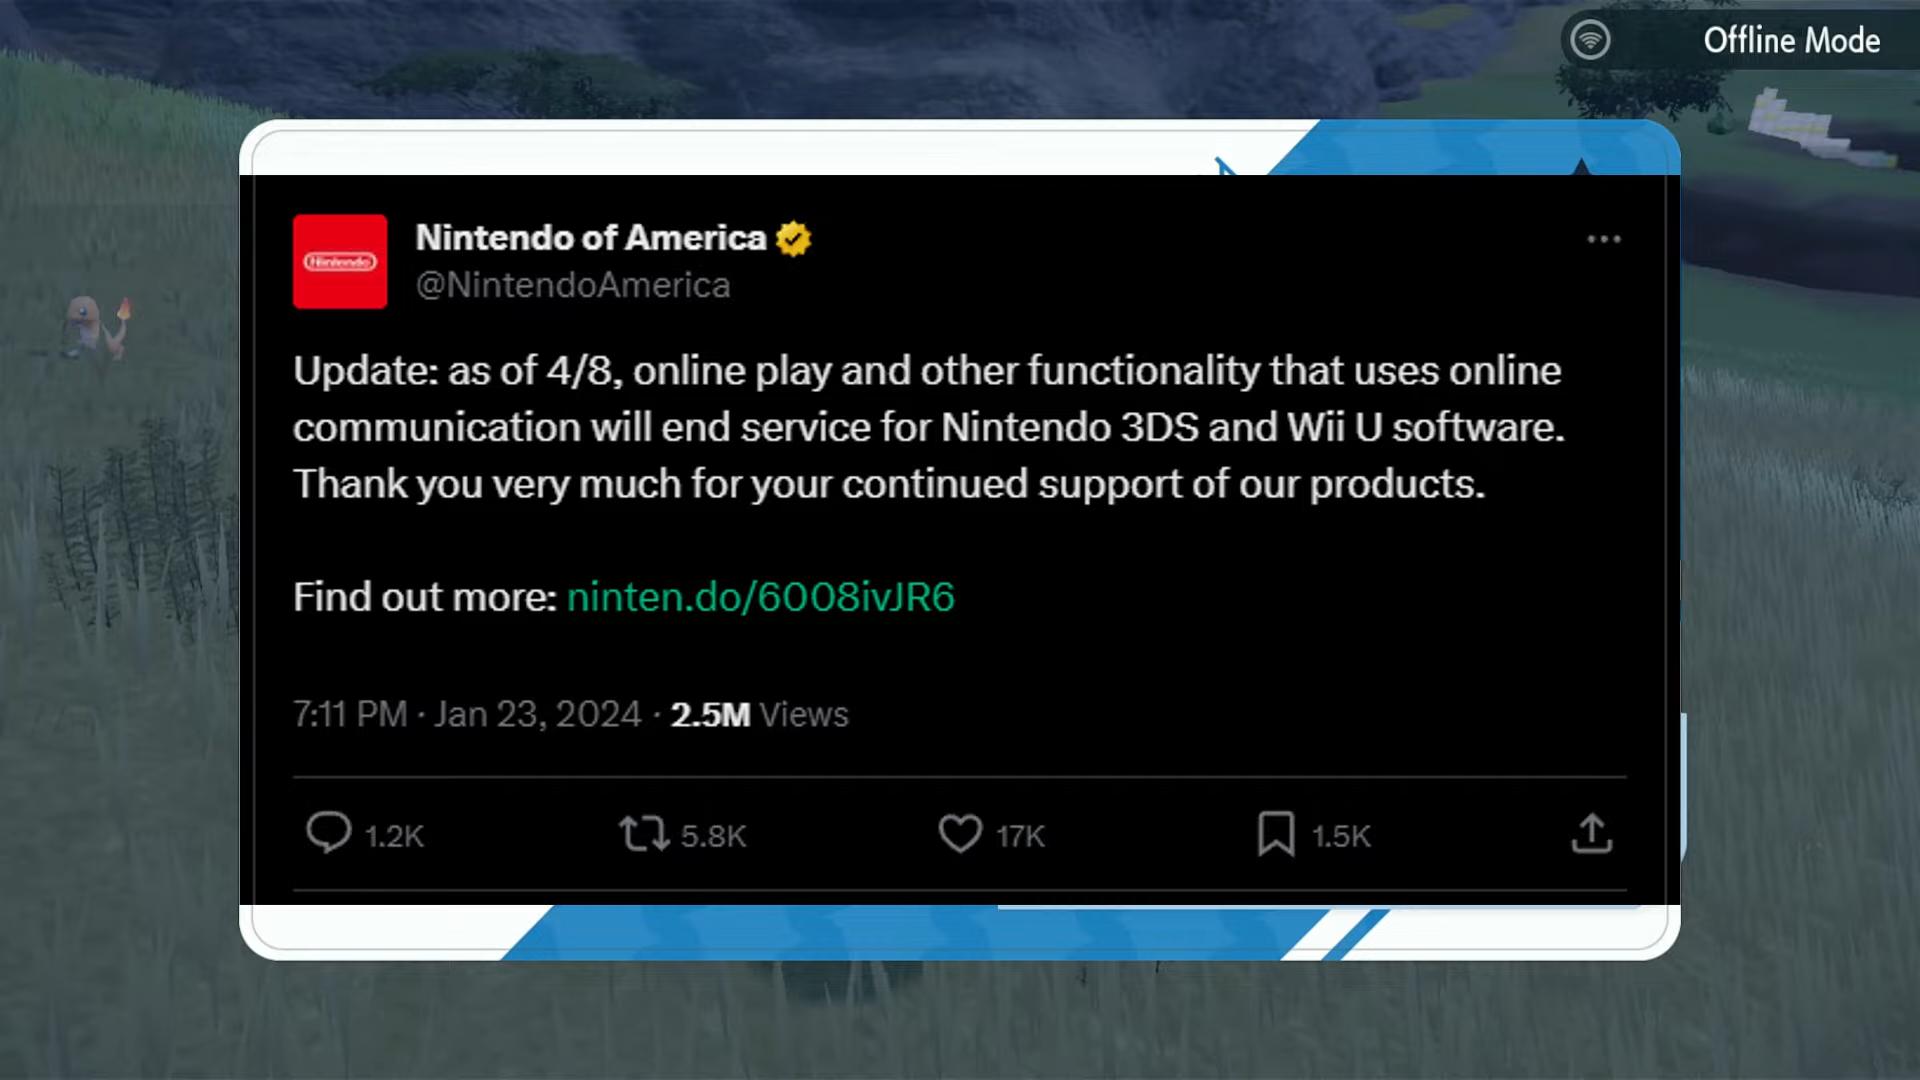 Offline Mode
Nintendo of America
@NintendoAmerica
Nintendo
Update: as of 4/8, online play and other functionality that uses online
communication will end service for Nintendo 3DS and Wii U software.
Thank you very much for your continued support of our products.
Find out more: ninten.do/6008ivJR6
7:11 PM · Jan 23, 2024 · 2.5M Views
1.2K 5.8K 17K 1.5K